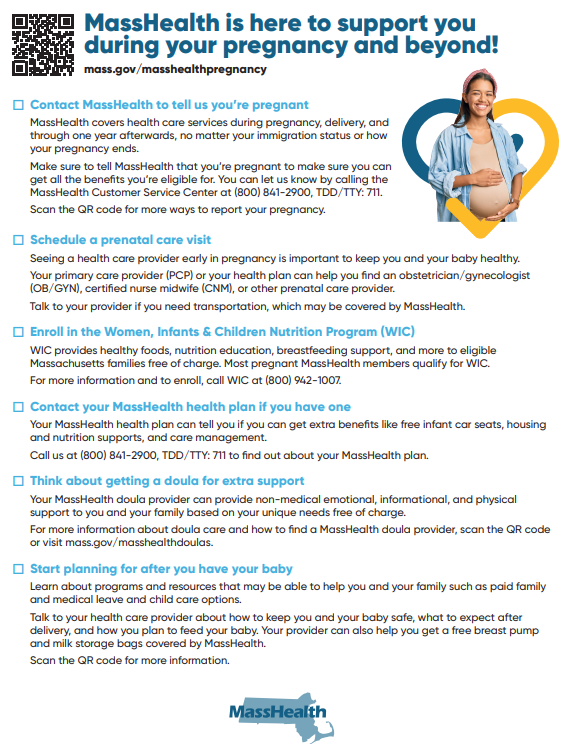 MassHealth is here to support you
during your pregnancy and beyond!
mass.gov/masshealthpregnancy
Contact MassHealth to tell us you're pregnant
MassHealth covers health care services during pregnancy, delivery, and
through one year afterwards, no matter your immigration status or how
your pregnancy ends.
Make sure to tell MassHealth that you're pregnant to make sure you can
get all the benefits you're eligible for. You can let us know by calling the
MassHealth Customer Service Center at (800) 841-2900, TDD/TTY: 711.
Scan the QR code for more ways to report your pregnancy.
Schedule a prenatal care visit
Seeing a health care provider early in pregnancy is important to keep you and your baby healthy.
Your primary care provider (PCP) or your health plan can help you find an obstetrician/gynecologist
(OB/GYN), certified nurse midwife (CNM), or other prenatal care provider.
Talk to your provider if you need transportation, which may be covered by MassHealth.
Enroll in the Women, Infants & Children Nutrition Program (WIC)
WIC provides healthy foods, nutrition education, breastfeeding support, and more to eligible
Massachusetts families free of charge. Most pregnant MassHealth members qualify for WIC.
For more information and to enroll, call WIC at (800) 942-1007.
Contact your MassHealth health plan if you have one
Your MassHealth health plan can tell you if you can get extra benefits like free infant car seats, housing
and nutrition supports, and care management.
Call us at (800) 841-2900, TDD/TTY: 711 to find out about your MassHealth plan.
Think about getting a doula for extra support
Your MassHealth doula provider can provide non-medical emotional, informational, and physical
support to you and your family based on your unique needs free of charge.
For more information about doula care and how to find a MassHealth doula provider, scan the QR code
or visit mass.gov/masshealthdoulas.
Start planning for after you have your baby
Learn about programs and resources that may be able to help you and your family such as paid family
and medical leave and child care options.
Talk to your health care provider about how to keep you and your baby safe, what to expect after
delivery, and how you plan to feed your baby. Your provider can also help you get a free breast pump
and milk storage bags covered by MassHealth.
Scan the QR code for more information.
MassHealth